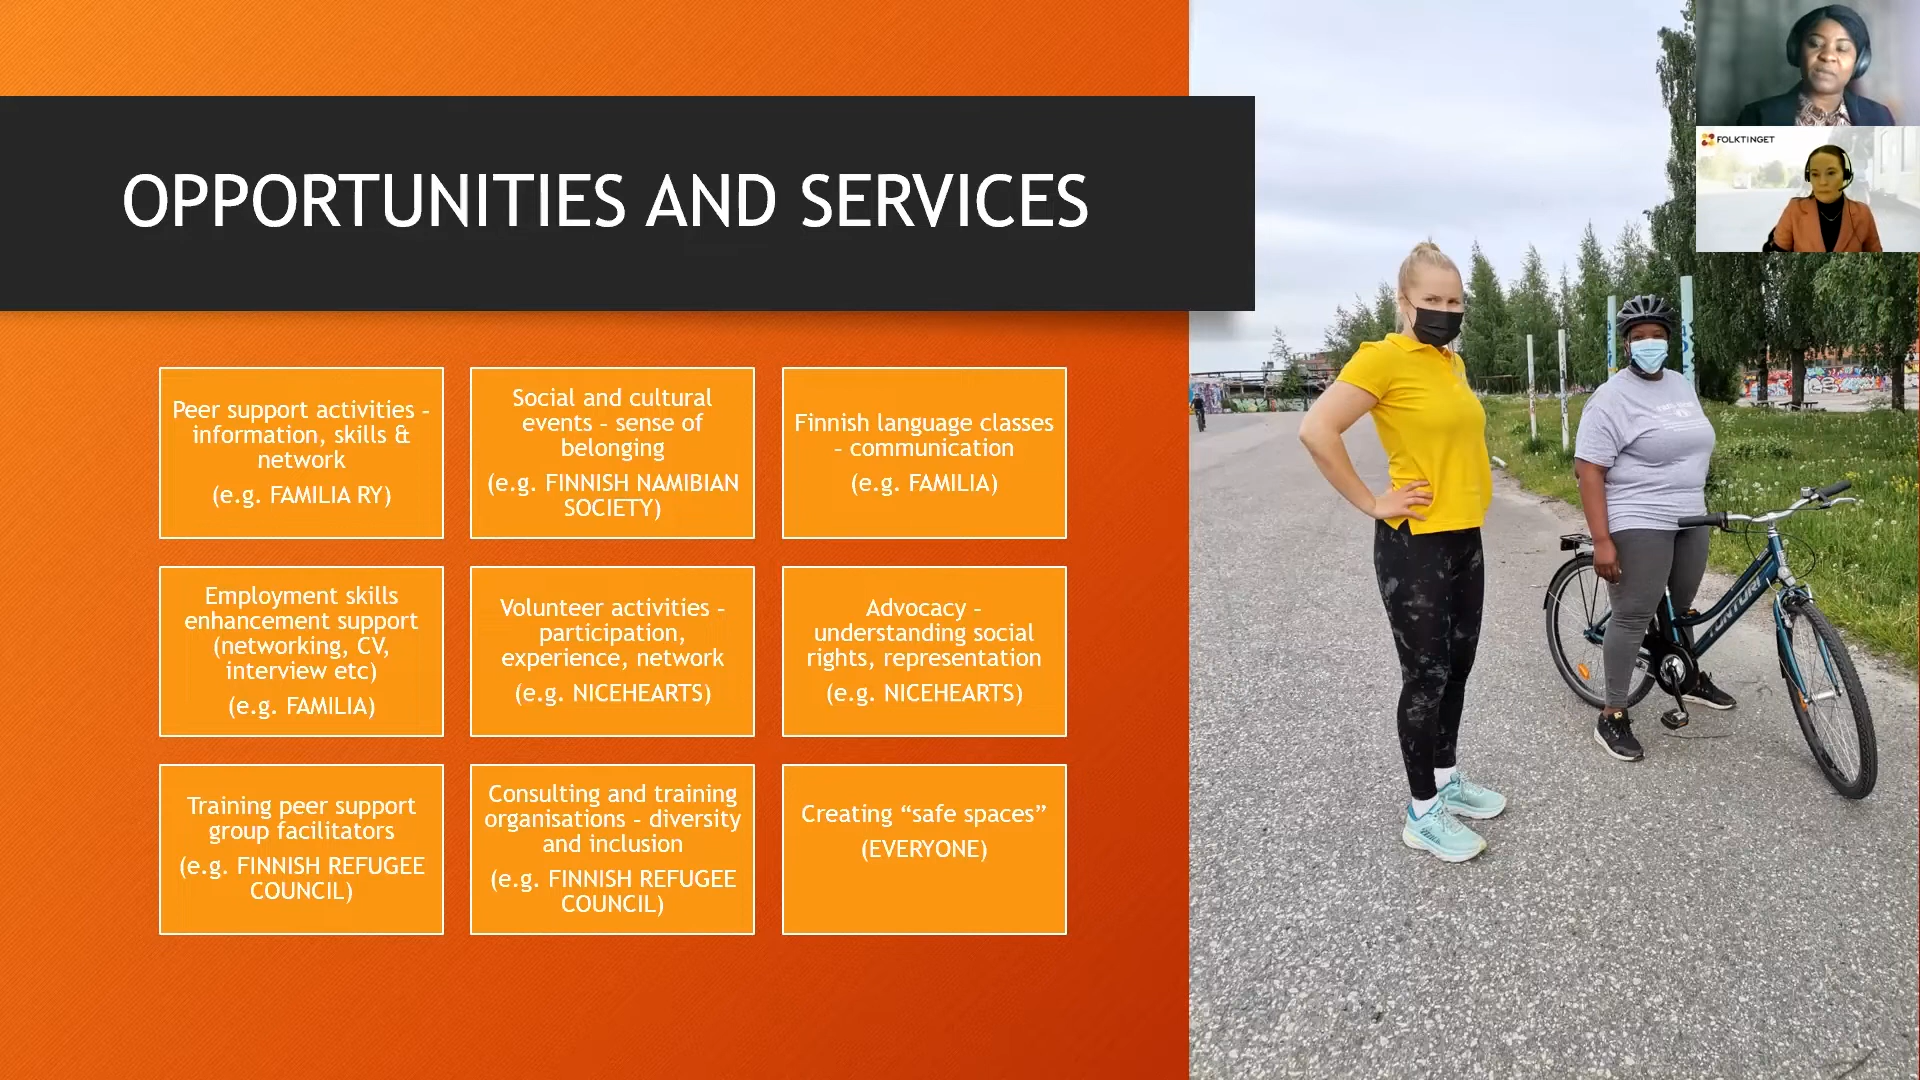 OPPORTUNITIES AND SERVICES
Peer support activities –
information, skills &
network
(e.g. FAMILIA RY)
Social and cultural
events – sense of
belonging
(e.g. FINNISH NAMIBIAN
SOCIETY)
Finnish language classes
– communication
(e.g. FAMILIA)
Employment skills
enhancement support
(networking, CV,
interview etc)
(e.g. FAMILIA)
Volunteer activities –
participation,
experience, network
(e.g. NICEHEARTS)
Advocacy –
understanding social
rights, representation
(e.g. NICEHEARTS)
Training peer support
group facilitators
(e.g. FINNISH REFUGEE
COUNCIL)
Consulting and training
organisations – diversity
and inclusion
(e.g. FINNISH REFUGEE
COUNCIL)
Creating “safe spaces”
(EVERYONE)
FOLKTINGET
TUNTURI